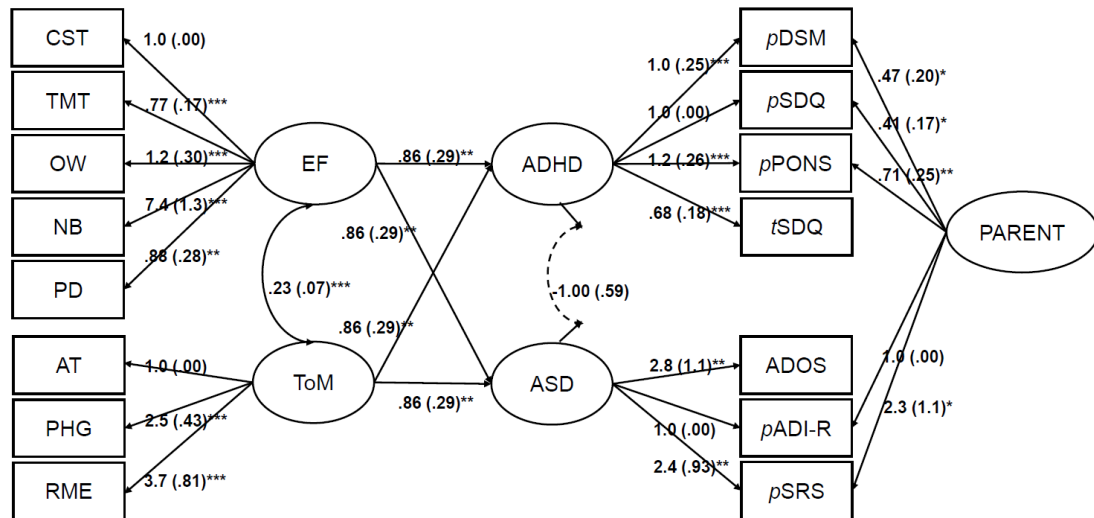 CST
1.0 (.00)
TMT
.77 (.17)***
OW
1.2 (.30)***
NB
7.4 (1.3)***
PD
.88 (.28)**
AT
1.0 (.00)
PHG
2.5 (.43)***
RME
3.7 (.81)***
EF
.23 (.07)***
ToM
.86 (.29)**
.86 (.29)**
.86 (.29)**
.86 (.29)**
ADHD
-1.00 (.59)
ASD
1.0 (.25)***
1.0 (.00)
1.2 (.26)***
.68 (.18)***
2.8 (1.1)**
1.0 (.00)
2.4 (.93)**
pDSM
pSDQ
pPONS
tSDQ
ADOS
pADI-R
pSRS
.47 (.20)*
.41 (.17)*
.71 (.25)**
1.0 (.00)
2.3 (1.1)*
PARENT